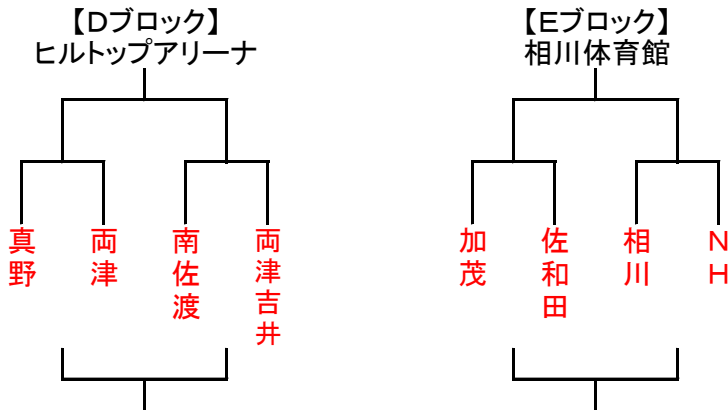 【Dブロック】
ヒルトップアリーナ
真野
両津
南佐渡
両津吉井
【Eブロック】
相川体育館
加茂
佐和田
相川
NH